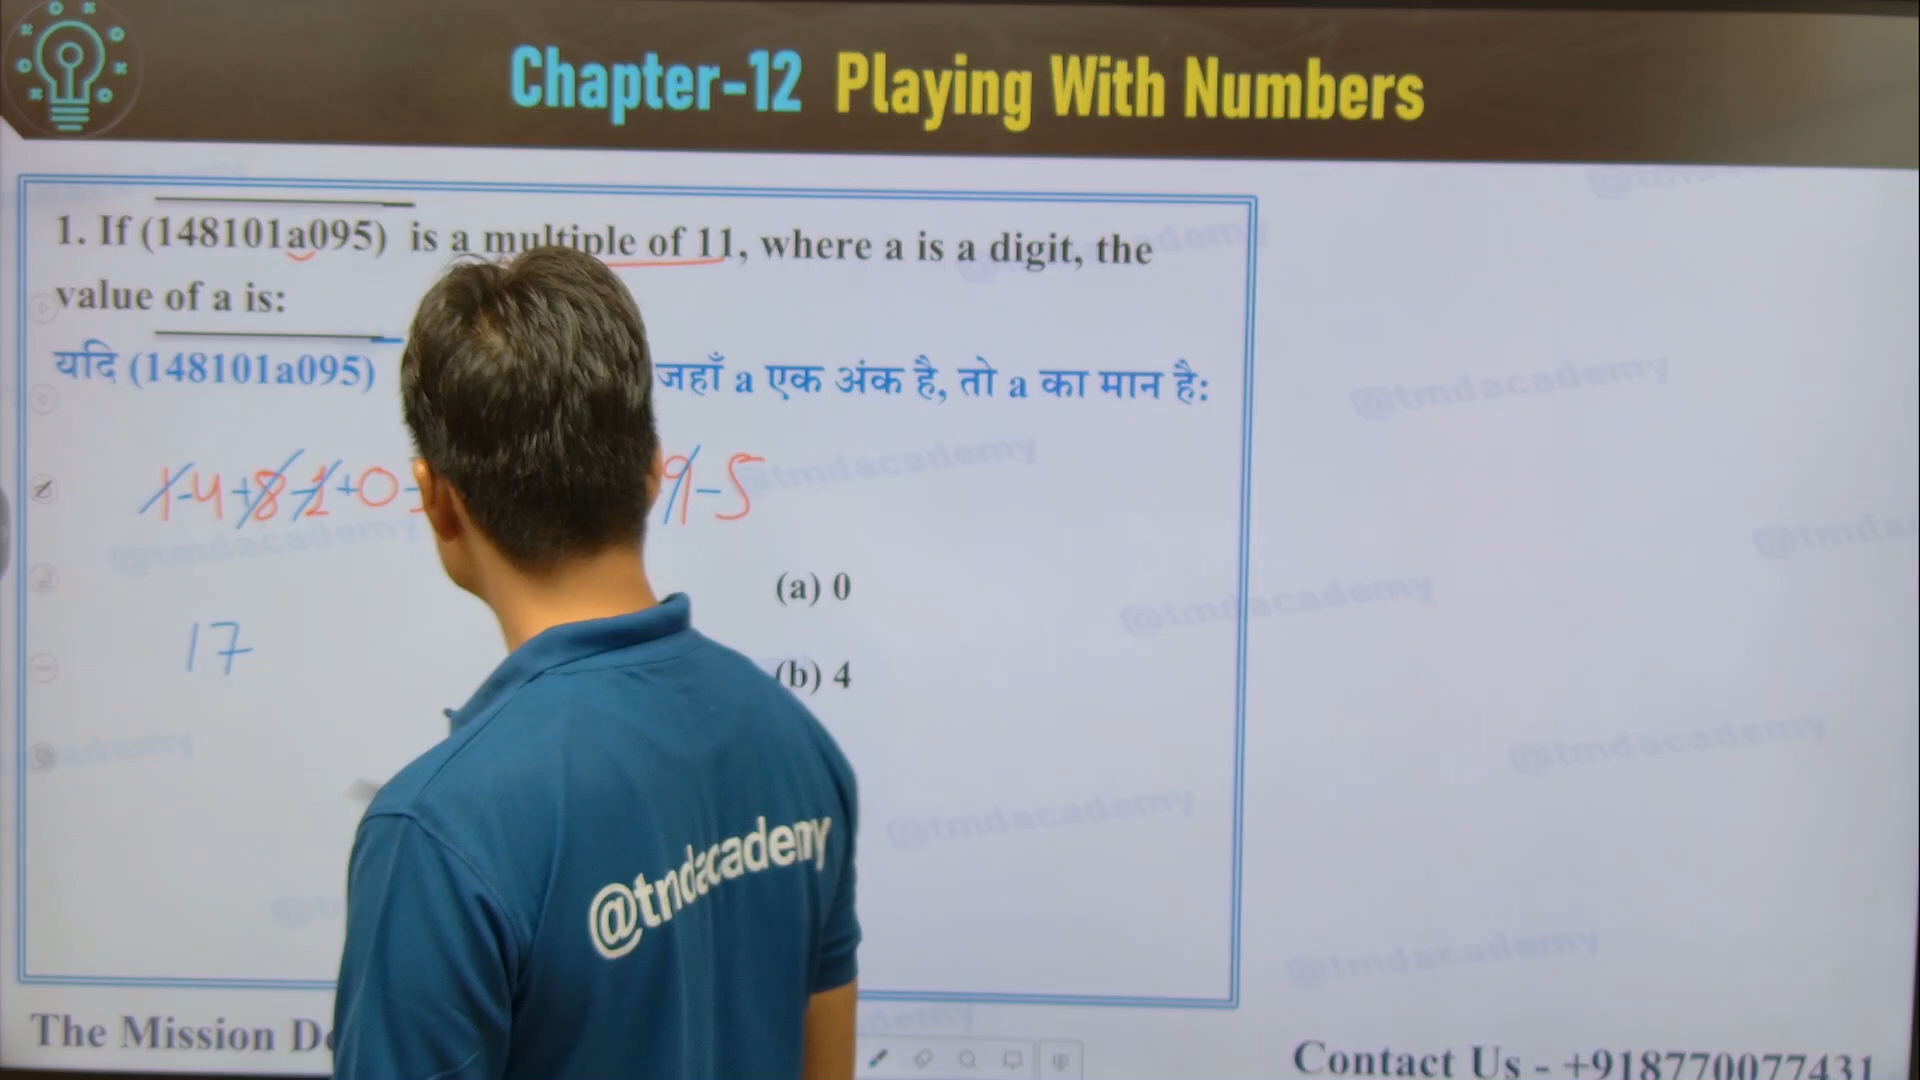 Chapter-12 Playing With Numbers
1. If (148101a095) is a multiple of 11, where a is a digit, the
value of a is:
यदि (148101a095) जहाँ a एक अंक है, तो a का मान है:
1-4+8-1+0- 9-5
(a) 0
17
(b) 4
@tmdacademy
The Mission
Contact Us - +918770077431